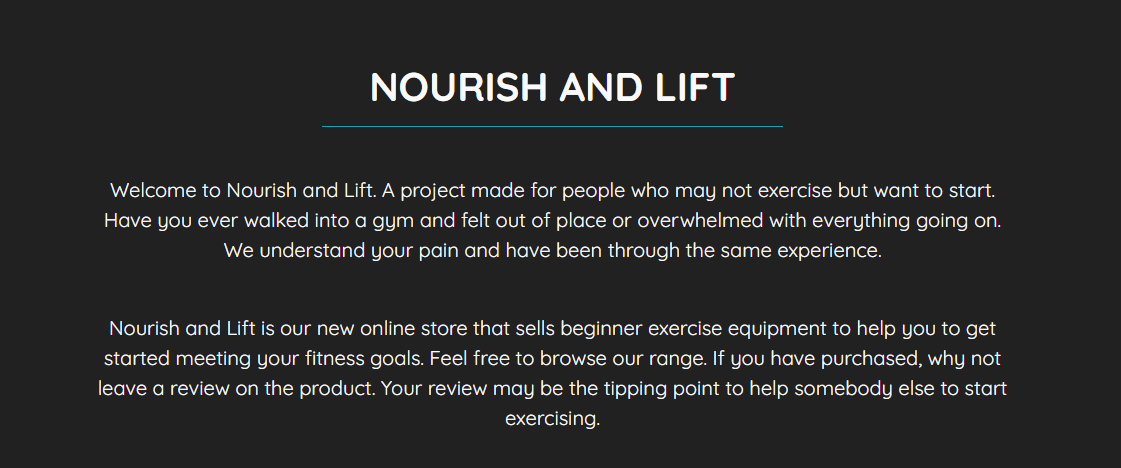 NOURISH AND LIFT
Welcome to Nourish and Lift. A project made for people who may not exercise but want to start.
Have you ever walked into a gym and felt out of place or overwhelmed with everything going on.
We understand your pain and have been through the same experience.
Nourish and Lift is our new online store that sells beginner exercise equipment to help you to get
started meeting your fitness goals. Feel free to browse our range. If you have purchased, why not
leave a review on the product. Your review may be the tipping point to help somebody else to start
exercising.